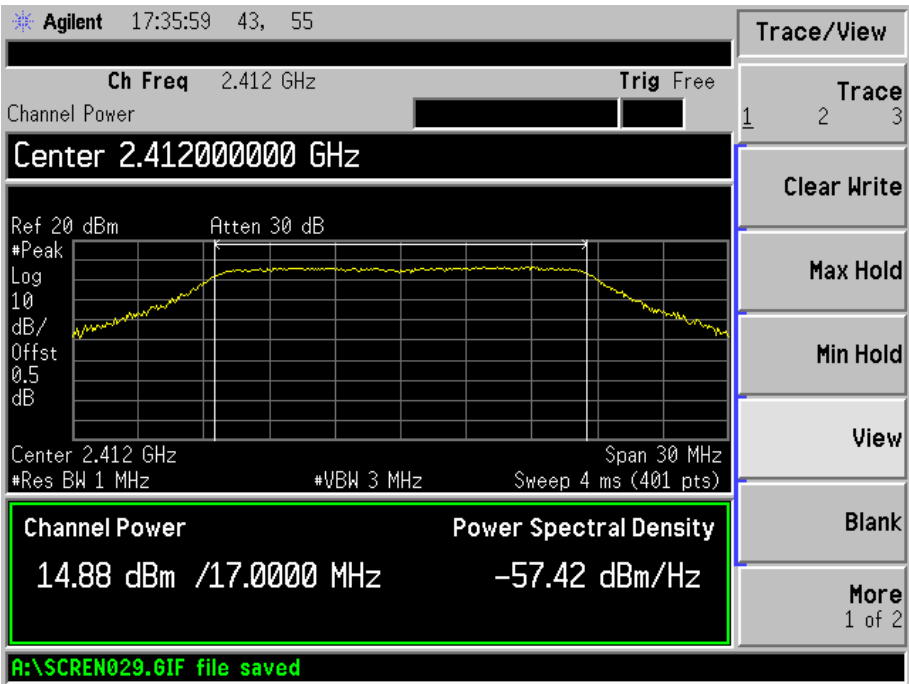 Agilent 17:35:59 43, 55
Trace/View
Ch Freq 2.412 GHz Trig Free
Channel Power
Trace
1 2 3
Center 2.412000000 GHz
Clear Write
Ref 20 dBm Atten 30 dB
#Peak
Log
10
dB/
Offst
0.5
dB
Max Hold
Min Hold
Center 2.412 GHz Span 30 MHz
#Res BW 1 MHz #VBW 3 MHz Sweep 4 ms (401 pts)
View
Channel Power Power Spectral Density
14.88 dBm /17.0000 MHz -57.42 dBm/Hz
Blank
More
1 of 2
A:\SCREN029.GIF file saved